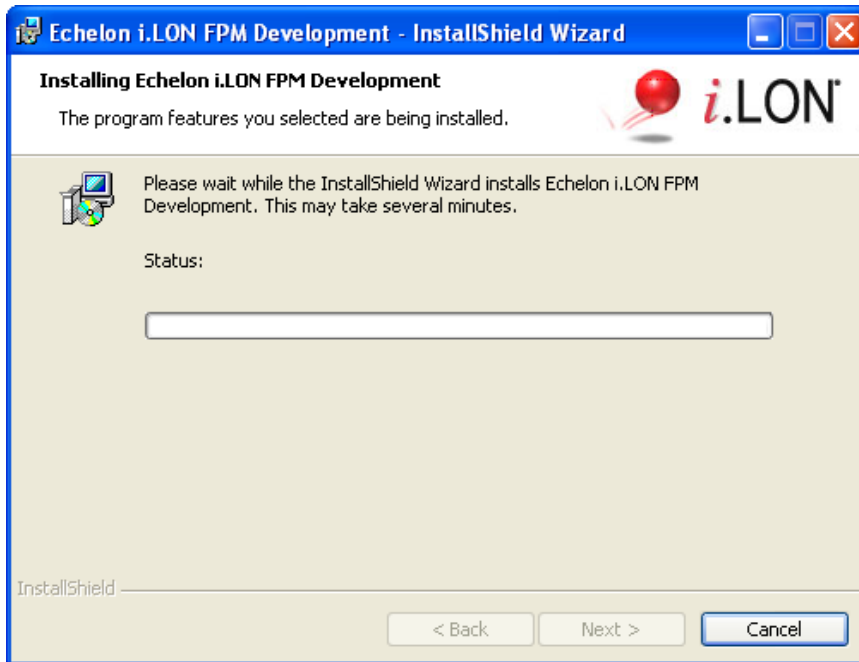 Echelon i.LON FPM Development - InstallShield Wizard
Installing Echelon i.LON FPM Development
The program features you selected are being installed.
i.LON
Please wait while the InstallShield Wizard installs Echelon i.LON FPM
Development. This may take several minutes.
Status:
InstallShield
< Back
Next >
Cancel